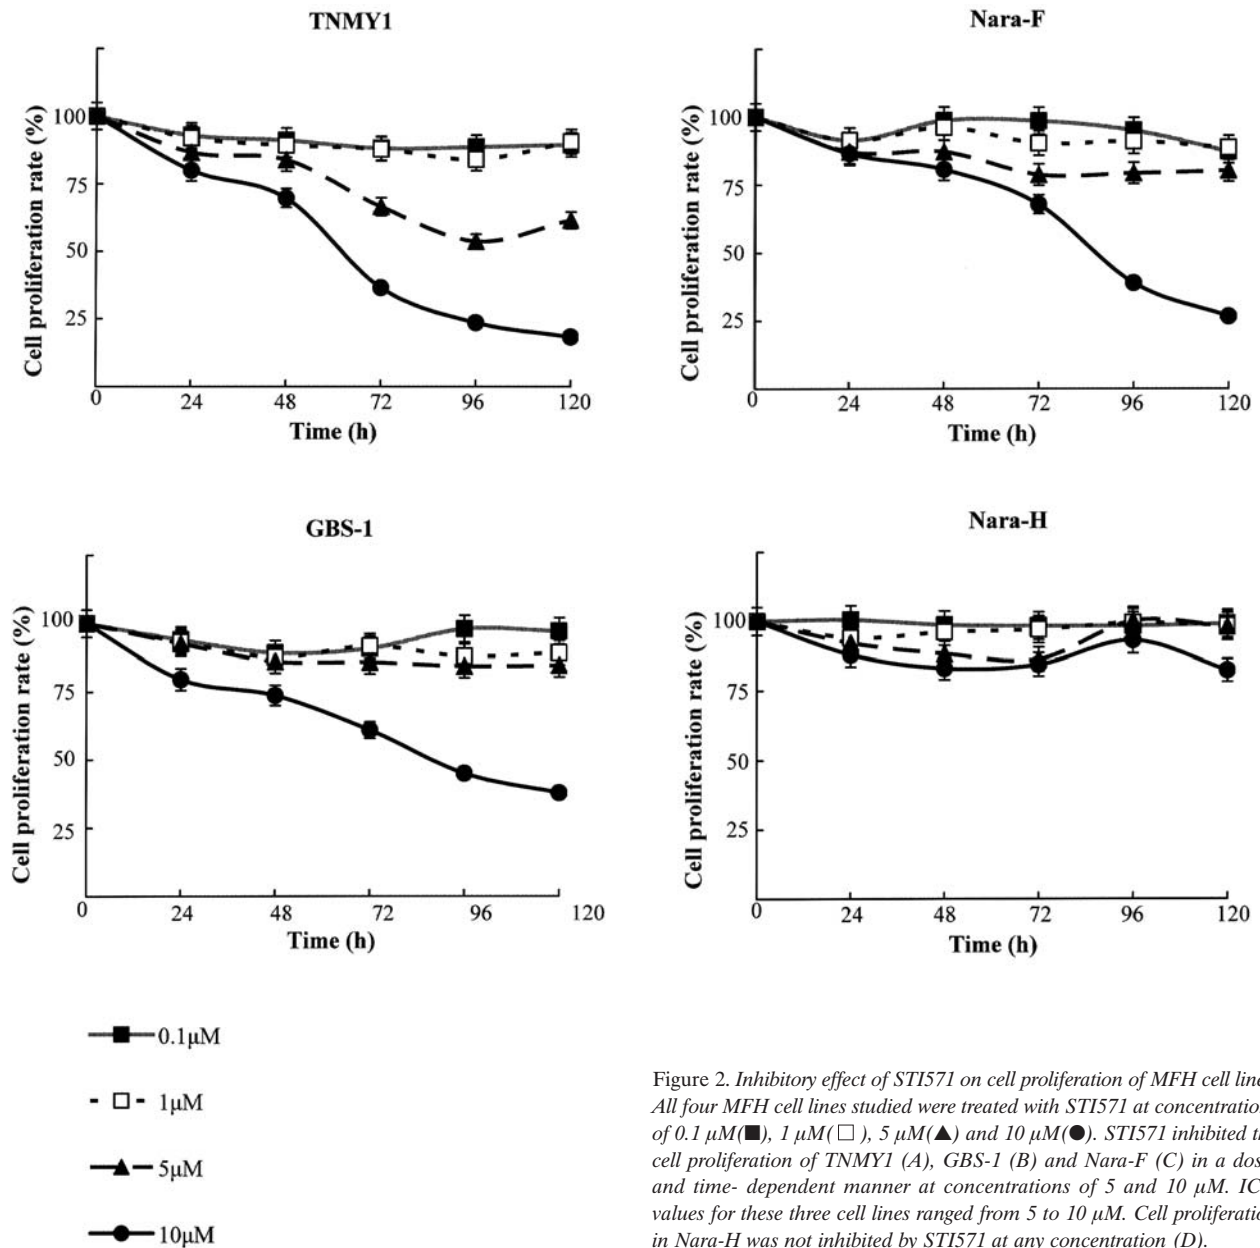 TNMY1
Cell proliferation rate (%)
100
75
50
25
0
24
48
72
96
120
Time (h)
Nara-F
Cell proliferation rate (%)
100
75
50
25
0
24
48
72
96
120
Time (h)
GBS-1
Cell proliferation rate (%)
100
75
50
25
0
24
48
72
96
120
Time (h)
Nara-H
Cell proliferation rate (%)
100
75
50
25
0
24
48
72
96
120
Time (h)
0.1µM
1µM
5µM
10µM
Figure 2. Inhibitory effect of STI571 on cell proliferation of MFH cell
All four MFH cell lines studied were treated with STI571 at
of 0.1 µM(■), 1 µM(□), 5 µM(▲) and 10 µM(●). STI571 inhibited
cell proliferation of TNMY1 (A), GBS-1 (B) and Nara-F (C) in a
and time- dependent manner at concentrations of 5 and 10 µM.
values for these three cell lines ranged from 5 to 10 µM. Cell
in Nara-H was not inhibited by STI571 at any concentration (D).